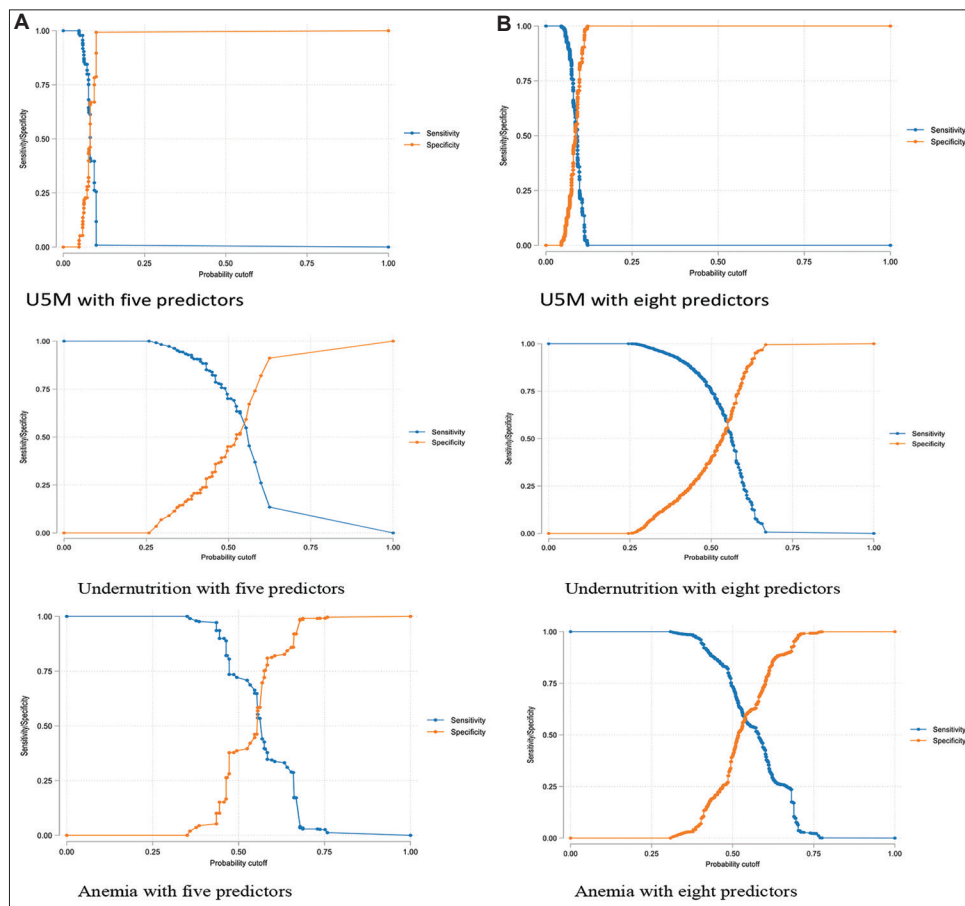 A
B
1.00
0.75
0.50
0.25
0.00
Sensitivity/Specificity
0.00 0.25 0.50 0.75 1.00
Probability cutoff
Sensitivity
Specificity
U5M with five predictors
1.00
0.75
0.50
0.25
0.00
Sensitivity/Specificity
0.00 0.25 0.50 0.75 1.00
Probability cutoff
Sensitivity
Specificity
U5M with eight predictors
1.00
0.75
0.50
0.25
0.00
Sensitivity/Specificity
0.00 0.25 0.50 0.75 1.00
Probability cutoff
Sensitivity
Specificity
Undernutrition with five predictors
1.00
0.75
0.50
0.25
0.00
Sensitivity/Specificity
0.00 0.25 0.50 0.75 1.00
Probability cutoff
Sensitivity
Specificity
Undernutrition with eight predictors
1.00
0.75
0.50
0.25
0.00
Sensitivity/Specificity
0.00 0.25 0.50 0.75 1.00
Probability cutoff
Sensitivity
Specificity
Anemia with five predictors
1.00
0.75
0.50
0.25
0.00
Sensitivity/Specificity
0.00 0.25 0.50 0.75 1.00
Probability cutoff
Sensitivity
Specificity
Anemia with eight predictors